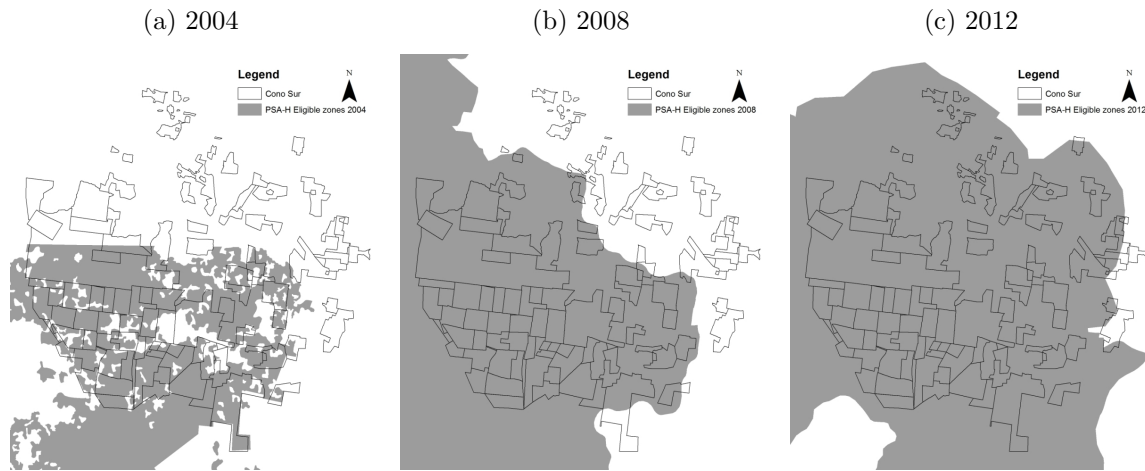 (a) 2004
(b) 2008
(c) 2012
Legend
N
Cono Sur
PSA-H Eligible zones 2004
Legend
N
Cono Sur
PSA-H Eligible zones 2008
Legend
N
Cono Sur
PSA-H Eligible zones 2012